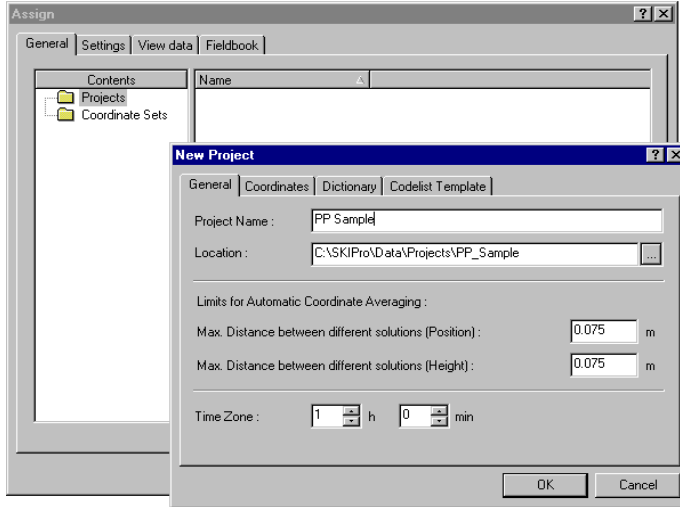 Assign
General Settings View data Fieldbook
Contents Name
Projects
Coordinate Sets
New Project
General Coordinates Dictionary Codelist Template
Project Name : PP Sample
Location : C:\SKIPro\Data\Projects\PP_Sample ...
Limits for Automatic Coordinate Averaging :
Max. Distance between different solutions (Position) : 0.075 m
Max. Distance between different solutions (Height) : 0.075 m
Time Zone : 1 h 0 min
OK Cancel